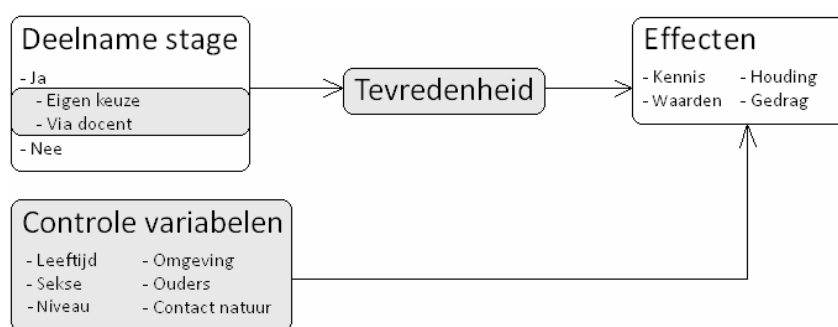 Deelname stage
- Ja
- Eigen keuze
- Via docent
- Nee
Tevredenheid
Effecten
- Kennis - Houding
- Waarden - Gedrag
Controle variabelen
- Leeftijd - Omgeving
- Sekse - Ouders
- Niveau - Contact natuur